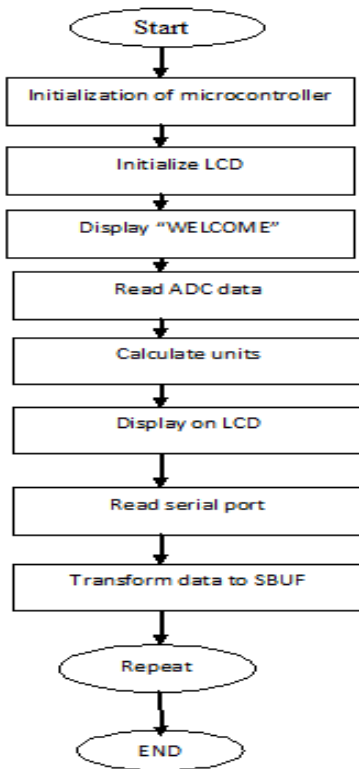 Start
Initialization of microcontroller
Initialize LCD
Display “WELCOME”
Read ADC data
Calculate units
Display on LCD
Read serial port
Transform data to SBUF
Repeat
END